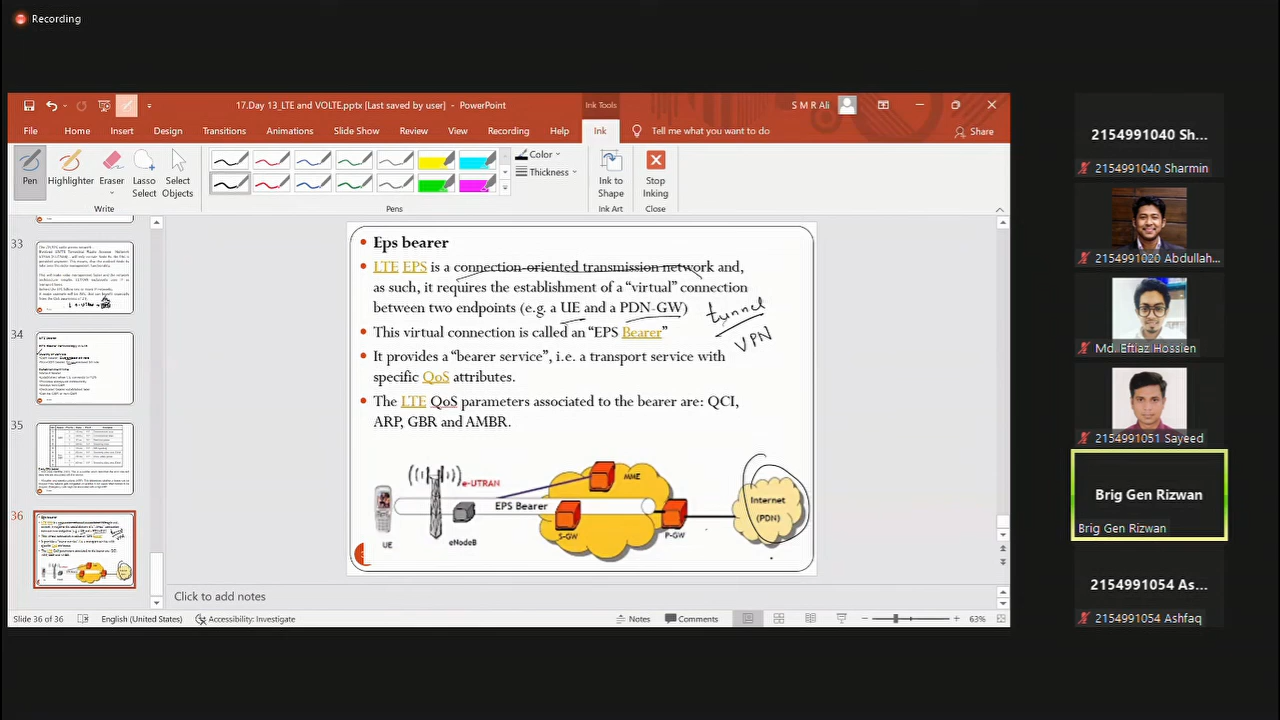 Recording
17.Day 13_LTE and VOLTE.pptx [Last saved by user] - PowerPoint
Ink Tools
S M R Ali
File Home Insert Design Transitions Animations Slide Show Review View Recording Help Ink Tell me what you want to do Share
Pen Highlighter Eraser Lasso Select Select Objects
Color
Thickness
Ink to Shape
Stop Inking
Write Pens Ink Art Close
33
34
35
36
Eps bearer
LTE EPS is a connection-oriented transmission network and,
as such, it requires the establishment of a “virtual” connection
between two endpoints (e.g. a UE and a PDN-GW)
tunnel
VPN
This virtual connection is called an “EPS Bearer”
It provides a “bearer service”, i.e. a transport service with
specific QoS attributes.
The LTE QoS parameters associated to the bearer are: QCI,
ARP, GBR and AMBR.
e-UTRAN
MME
EPS Bearer
Internet
(PDN)
UE
eNodeB
S-GW
P-GW
Click to add notes
Slide 36 of 36 English (United States) Accessibility: Investigate Notes Comments 63%
2154991040 Sh...
2154991040 Sharmin
2154991020 Abdullah...
Md. Eftiaz Hossien
2154991051 Sayeed
Brig Gen Rizwan
Brig Gen Rizwan
2154991054 As...
2154991054 Ashfaq